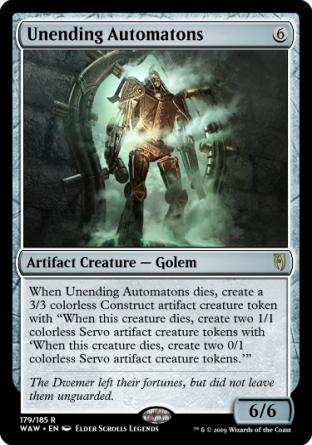 Unending Automatons 6
Artifact Creature — Golem
When Unending Automatons dies, create a
3/3 colorless Construct artifact creature token
with “When this creature dies, create two 1/1
colorless Servo artifact creature tokens with
‘When this creature dies, create two 0/1
colorless Servo artifact creature tokens.’”
The Dwemer left their fortunes, but did not leave
them unguarded.
6/6
179/185 R
WAW • EN ELDER SCROLLS LEGENDS
™ & © 2019 Wizards of the Coast